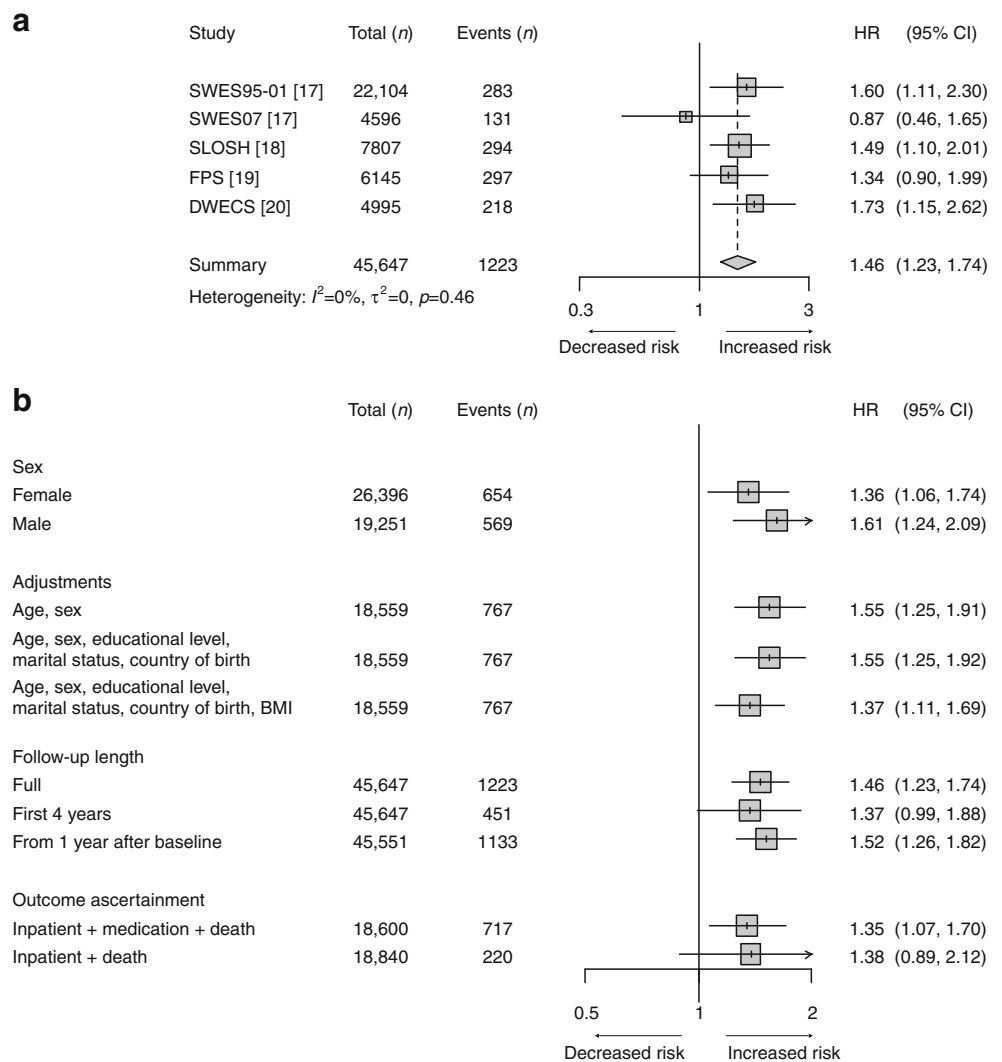 a
Study Total (n) Events (n) HR (95% CI)
SWES95-01 [17] 22,104 283 1.60 (1.11, 2.30)
SWES07 [17] 4596 131 0.87 (0.46, 1.65)
SLOSH [18] 7807 294 1.49 (1.10, 2.01)
FPS [19] 6145 297 1.34 (0.90, 1.99)
DWECS [20] 4995 218 1.73 (1.15, 2.62)
Summary 45,647 1223 1.46 (1.23, 1.74)
Heterogeneity: I²=0%, τ²=0, p=0.46
0.3 1 3
Decreased risk Increased risk
b
Total (n) Events (n) HR (95% CI)
Sex
Female 26,396 654 1.36 (1.06, 1.74)
Male 19,251 569 1.61 (1.24, 2.09)
Adjustments
Age, sex 18,559 767 1.55 (1.25, 1.91)
Age, sex, educational level,
marital status, country of birth 18,559 767 1.55 (1.25, 1.92)
Age, sex, educational level,
marital status, country of birth, BMI 18,559 767 1.37 (1.11, 1.69)
Follow-up length
Full 45,647 1223 1.46 (1.23, 1.74)
First 4 years 45,647 451 1.37 (0.99, 1.88)
From 1 year after baseline 45,551 1133 1.52 (1.26, 1.82)
Outcome ascertainment
Inpatient + medication + death 18,600 717 1.35 (1.07, 1.70)
Inpatient + death 18,840 220 1.38 (0.89, 2.12)
0.5 1 2
Decreased risk Increased risk